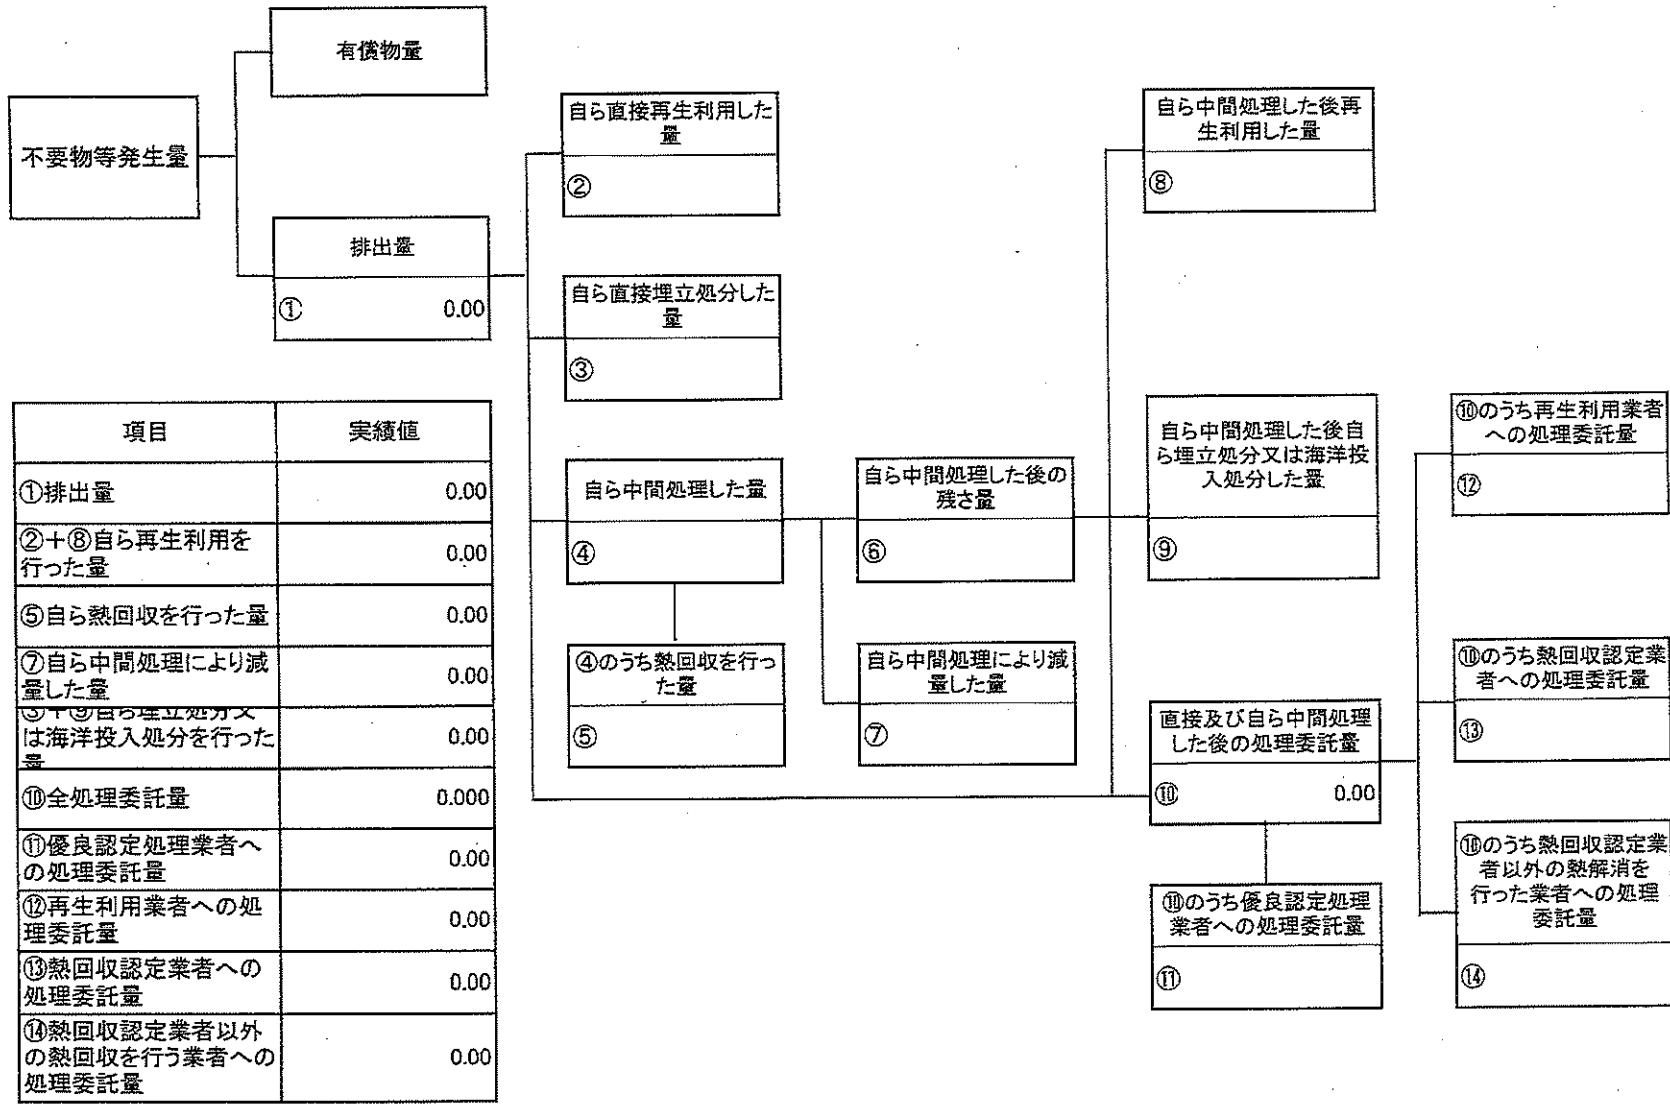 不要物等発生量
有償物量
排出量
① 0.00
自ら直接再生利用した
量
②
自ら直接埋立処分した
量
③
自ら中間処理した量
④
④のうち熱回収を行っ
た量
⑤
自ら中間処理した後の
残さ量
⑥
自ら中間処理により減
量した量
⑦
自ら中間処理した後再
生利用した量
⑧
自ら中間処理した後自
ら埋立処分又は海洋投
入処分した量
⑨
直接及び自ら中間処理
した後の処理委託量
⑩ 0.00
⑩のうち優良認定処理
業者への処理委託量
⑪
⑩のうち再生利用業者
への処理委託量
⑫
⑩のうち熱回収認定業
者への処理委託量
⑬
⑩のうち熱回収認定業
者以外の熱解消を
行った業者への処理
委託量
⑭
項目 実績値
①排出量 0.00
②＋⑧自ら再生利用を
行った量 0.00
⑤自ら熱回収を行った量 0.00
⑦自ら中間処理により減
量した量 0.00
③＋⑨自ら埋立処分又
は海洋投入処分を行った
量 0.00
⑩全処理委託量 0.000
⑪優良認定処理業者へ
の処理委託量 0.00
⑫再生利用業者への処
理委託量 0.00
⑬熱回収認定業者への
処理委託量 0.00
⑭熱回収認定業者以外
の熱回収を行う業者への
処理委託量 0.00